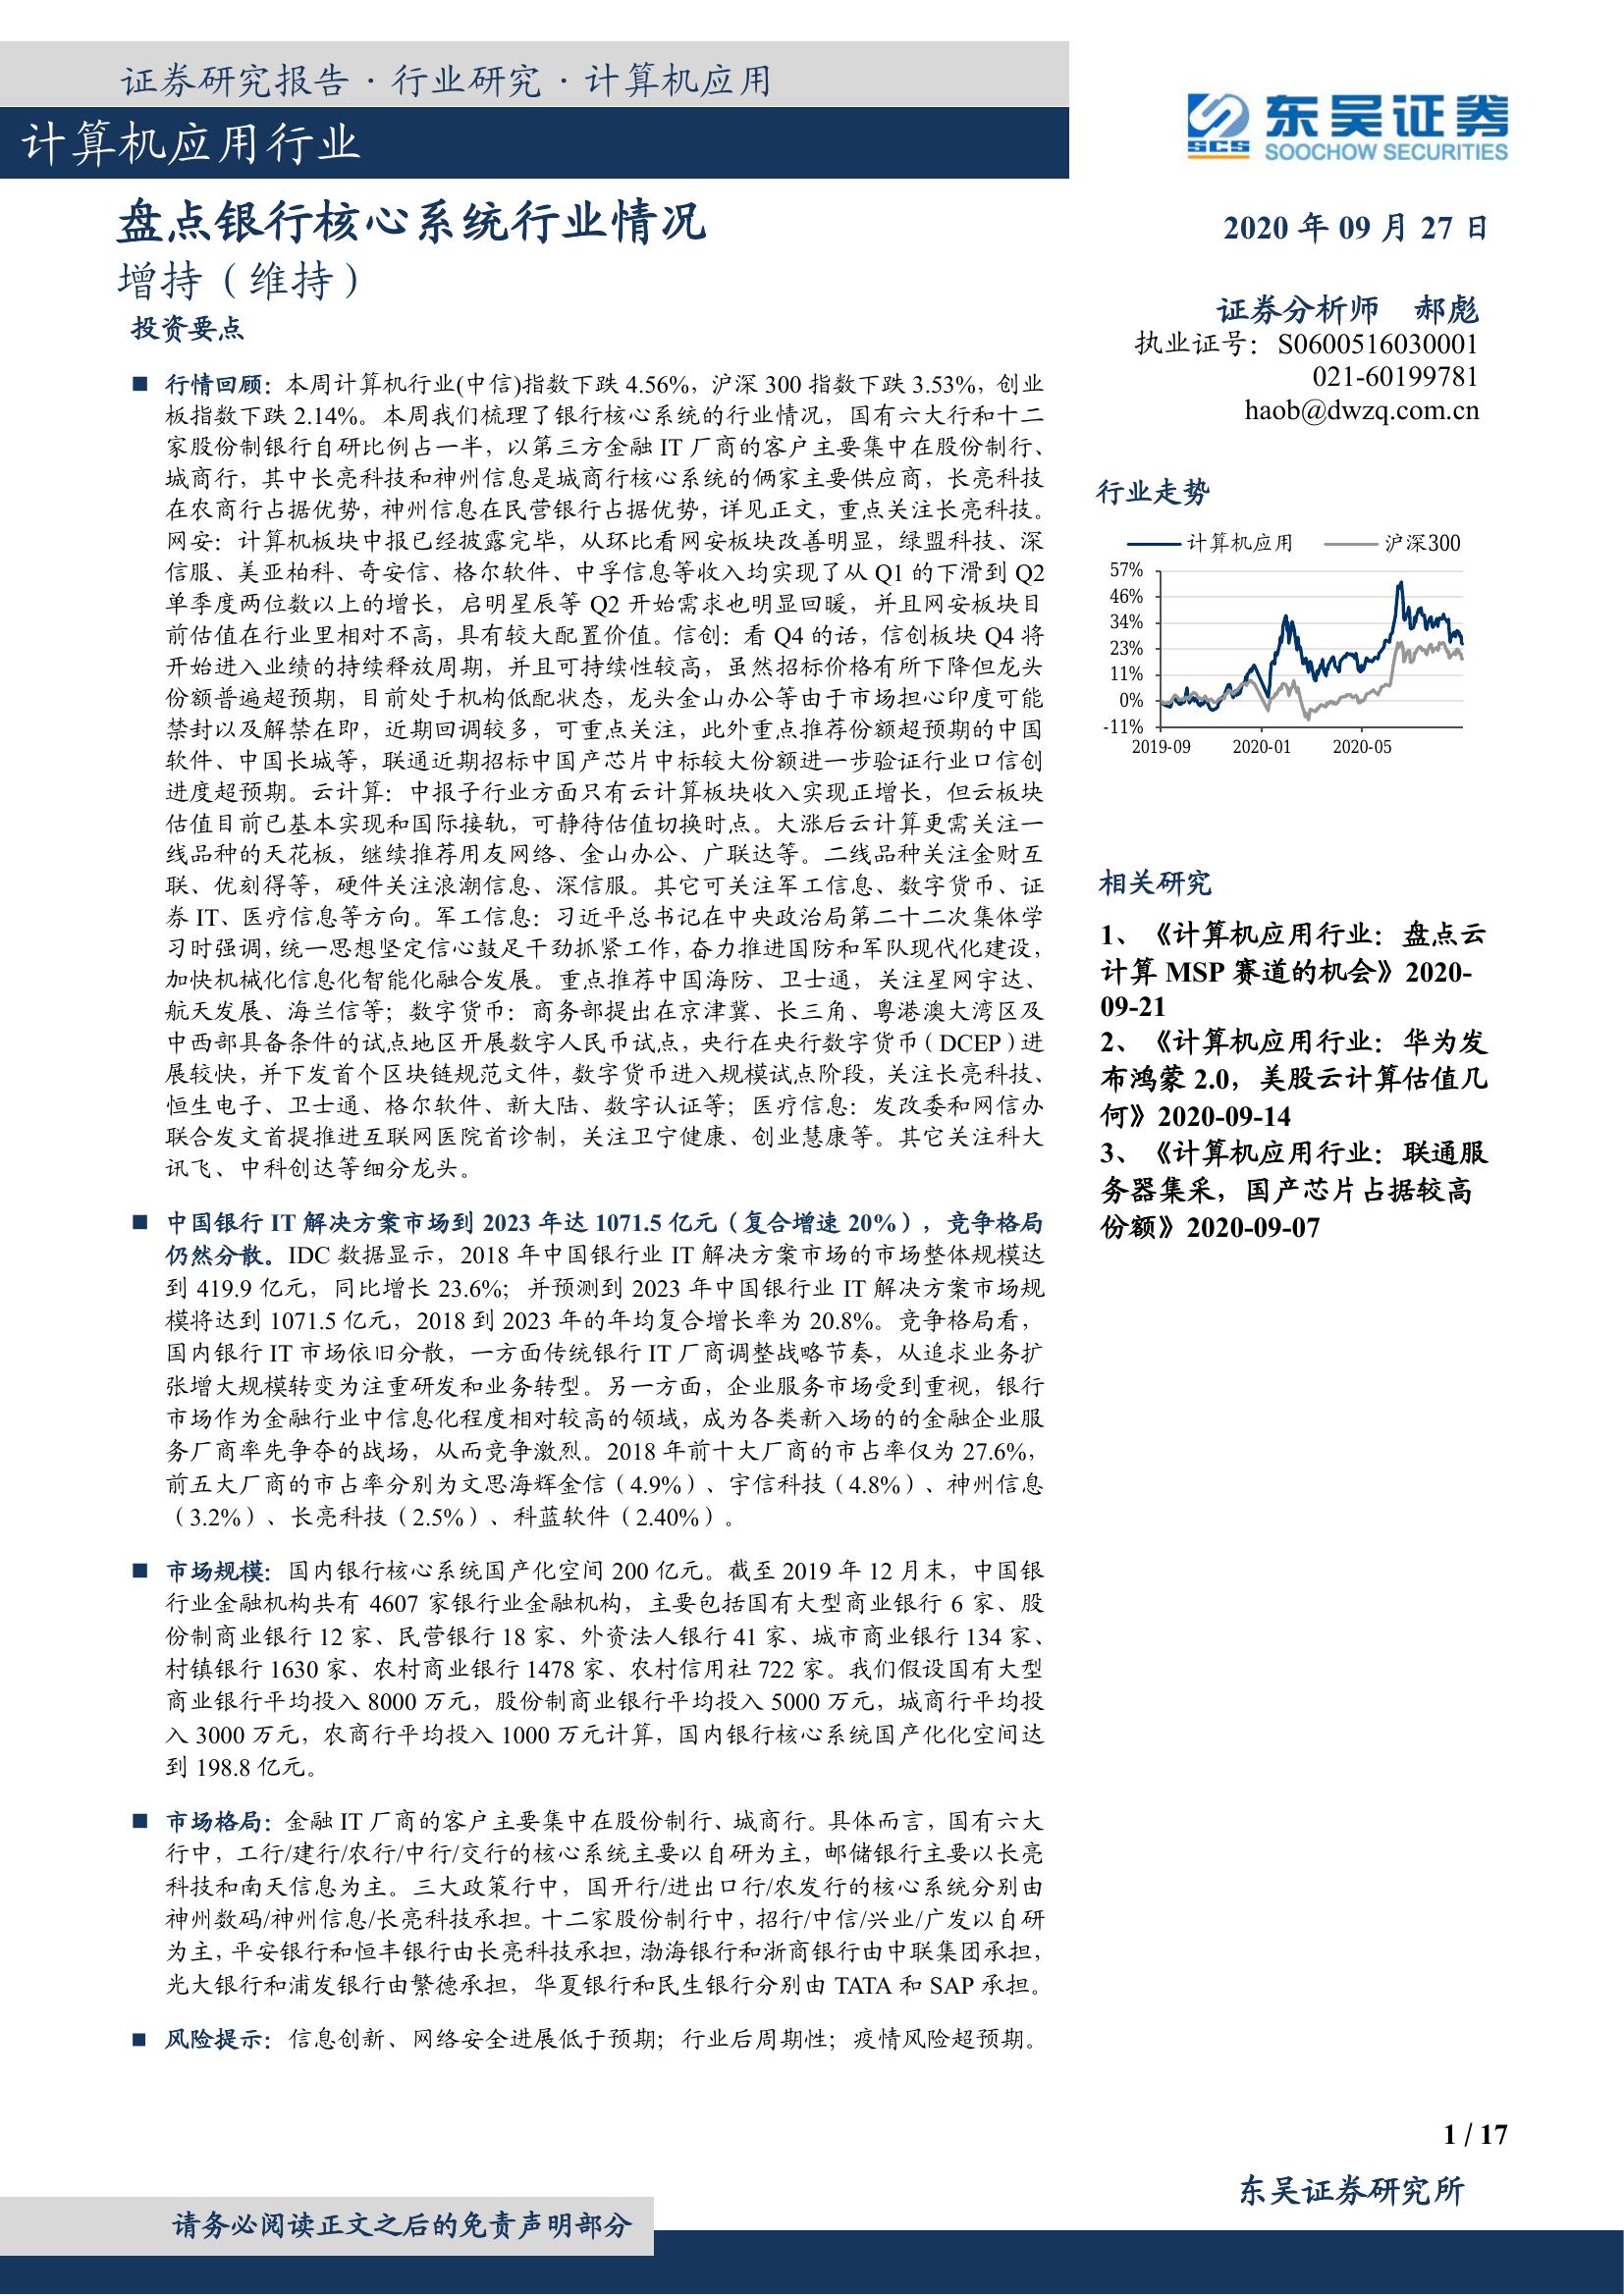 证券研究报告·行业研究·计算机应用
计算机应用行业
东吴证券
SCS
SOOCHOW SECURITIES
盘点银行核心系统行业情况
增持（维持）
投资要点
■ 行情回顾：本周计算机行业(中信)指数下跌 4.56%，沪深 300 指数下跌 3.53%，创业
板指数下跌 2.14%。本周我们梳理了银行核心系统的行业情况，国有六大行和十二
家股份制银行自研比例占一半，以第三方金融 IT 厂商的客户主要集中在股份制行、
城商行，其中长亮科技和神州信息是城商行核心系统的俩家主要供应商，长亮科技
在农商行占据优势，神州信息在民营银行占据优势，详见正文，重点关注长亮科技。
网安：计算机板块中报已经披露完毕，从环比看网安板块改善明显，绿盟科技、深
信服、美亚柏科、奇安信、格尔软件、中孚信息等收入均实现了从 Q1 的下滑到 Q2
单季度两位数以上的增长，启明星辰等 Q2 开始需求也明显回暖，并且网安板块目
前估值在行业里相对不高，具有较大配置价值。信创：看 Q4 的话，信创板块 Q4 将
开始进入业绩的持续释放周期，并且可持续性较高，虽然招标价格有所下降但龙头
份额普遍超预期，目前处于机构低配状态，龙头金山办公等由于市场担心印度可能
禁封以及解禁在即，近期回调较多，可重点关注，此外重点推荐份额超预期的中国
软件、中国长城等，联通近期招标中国产芯片中标较大份额进一步验证行业口信创
进度超预期。云计算：中报子行业方面只有云计算板块收入实现正增长，但云板块
估值目前已基本实现和国际接轨，可静待估值切换时点。大涨后云计算更需关注一
线品种的天花板，继续推荐用友网络、金山办公、广联达等。二线品种关注金财互
联、优刻得等，硬件关注浪潮信息、深信服。其它可关注军工信息、数字货币、证
券 IT、医疗信息等方向。军工信息：习近平总书记在中央政治局第二十二次集体学
习时强调，统一思想坚定信心鼓足干劲抓紧工作，奋力推进国防和军队现代化建设，
加快机械化信息化智能化融合发展。重点推荐中国海防、卫士通，关注星网宇达、
航天发展、海兰信等；数字货币：商务部提出在京津冀、长三角、粤港澳大湾区及
中西部具备条件的试点地区开展数字人民币试点，央行在央行数字货币（DCEP）进
展较快，并下发首个区块链规范文件，数字货币进入规模试点阶段，关注长亮科技、
恒生电子、卫士通、格尔软件、新大陆、数字认证等；医疗信息：发改委和网信办
联合发文首提推进互联网医院首诊制，关注卫宁健康、创业慧康等。其它关注科大
讯飞、中科创达等细分龙头。
■ 中国银行 IT 解决方案市场到 2023 年达 1071.5 亿元（复合增速 20%），竞争格局
仍然分散。IDC 数据显示，2018 年中国银行业 IT 解决方案市场的市场整体规模达
到 419.9 亿元，同比增长 23.6%；并预测到 2023 年中国银行业 IT 解决方案市场规
模将达到 1071.5 亿元，2018 到 2023 年的年均复合增长率为 20.8%。竞争格局看，
国内银行 IT 市场依旧分散，一方面传统银行 IT 厂商调整战略节奏，从追求业务扩
张增大规模转变为注重研发和业务转型。另一方面，企业服务市场受到重视，银行
市场作为金融行业中信息化程度相对较高的领域，成为各类新入场的的金融企业服
务厂商率先争夺的战场，从而竞争激烈。2018 年前十大厂商的市占率仅为 27.6%，
前五大厂商的市占率分别为文思海辉金信（4.9%）、宇信科技（4.8%）、神州信息
（3.2%）、长亮科技（2.5%）、科蓝软件（2.40%）。
■ 市场规模：国内银行核心系统国产化空间 200 亿元。截至 2019 年 12 月末，中国银
行业金融机构共有 4607 家银行业金融机构，主要包括国有大型商业银行 6 家、股
份制商业银行 12 家、民营银行 18 家、外资法人银行 41 家、城市商业银行 134 家、
村镇银行 1630 家、农村商业银行 1478 家、农村信用社 722 家。我们假设国有大型
商业银行平均投入 8000 万元，股份制商业银行平均投入 5000 万元，城商行平均投
入 3000 万元，农商行平均投入 1000 万元计算，国内银行核心系统国产化化空间达
到 198.8 亿元。
■ 市场格局：金融 IT 厂商的客户主要集中在股份制行、城商行。具体而言，国有六大
行中，工行/建行/农行/中行/交行的核心系统主要以自研为主，邮储银行主要以长亮
科技和南天信息为主。三大政策行中，国开行/进出口行/农发行的核心系统分别由
神州数码/神州信息/长亮科技承担。十二家股份制行中，招行/中信/兴业/广发以自研
为主，平安银行和恒丰银行由长亮科技承担，渤海银行和浙商银行由中联集团承担，
光大银行和浦发银行由繁德承担，华夏银行和民生银行分别由 TATA 和 SAP 承担。
■ 风险提示：信息创新、网络安全进展低于预期；行业后周期性；疫情风险超预期。
2020 年 09 月 27 日
证券分析师 郝彪
执业证号：S0600516030001
021-60199781
haob@dwzq.com.cn
行业走势
计算机应用 沪深300
57%
46%
34%
23%
11%
0%
-11%
2019-09 2020-01 2020-05
相关研究
1、《计算机应用行业：盘点云
计算 MSP 赛道的机会》2020-
09-21
2、《计算机应用行业：华为发
布鸿蒙 2.0，美股云计算估值几
何》2020-09-14
3、《计算机应用行业：联通服
务器集采，国产芯片占据较高
份额》2020-09-07
1 / 17
东吴证券研究所
请务必阅读正文之后的免责声明部分